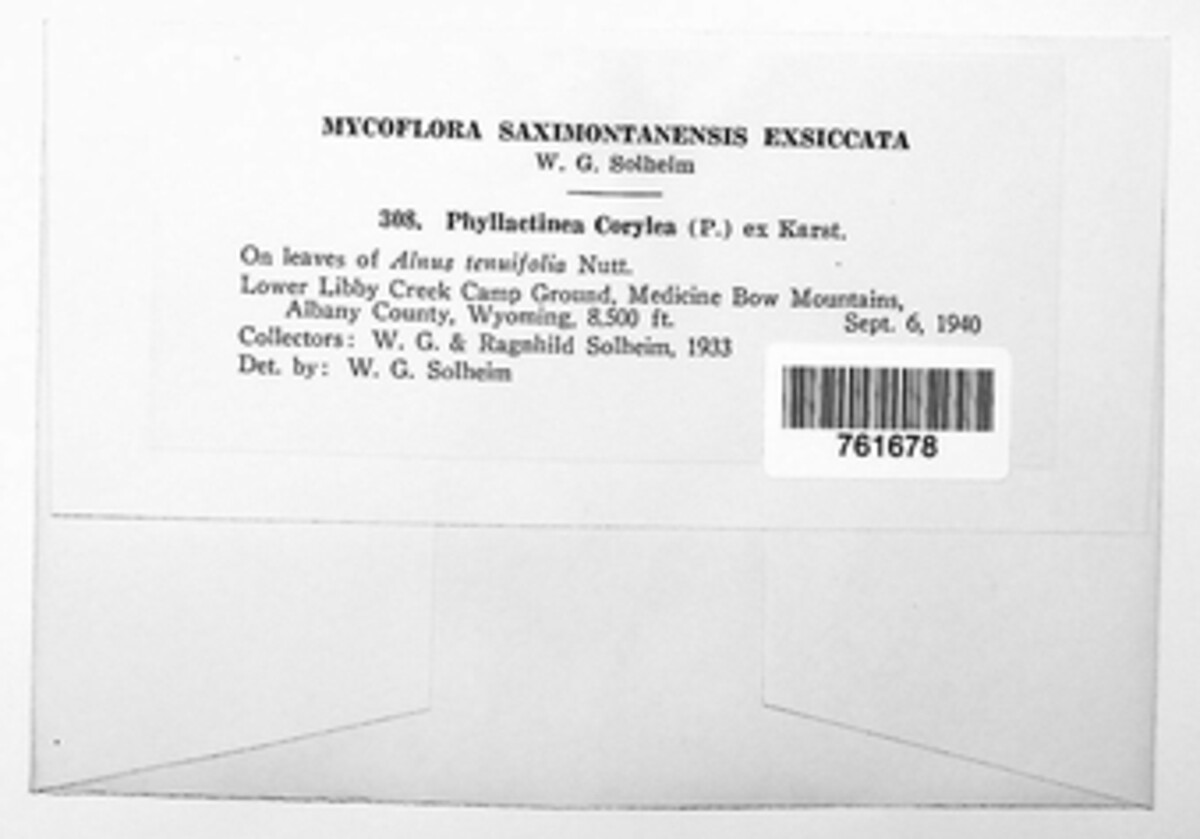 MYCOFLORA SAXIMONTANENSIS EXSICCATA
W. G. Solheim
308. Phyllactinea Corylea (P.) ex Karst.
On leaves of Alnus tenuifolia Nutt.
Lower Libby Creek Camp Ground, Medicine Bow Mountains,
Albany County, Wyoming, 8,500 ft. Sept. 6, 1940
Collectors: W. G. & Ragnhild Solheim, 1933
Det. by: W. G. Solheim
761678